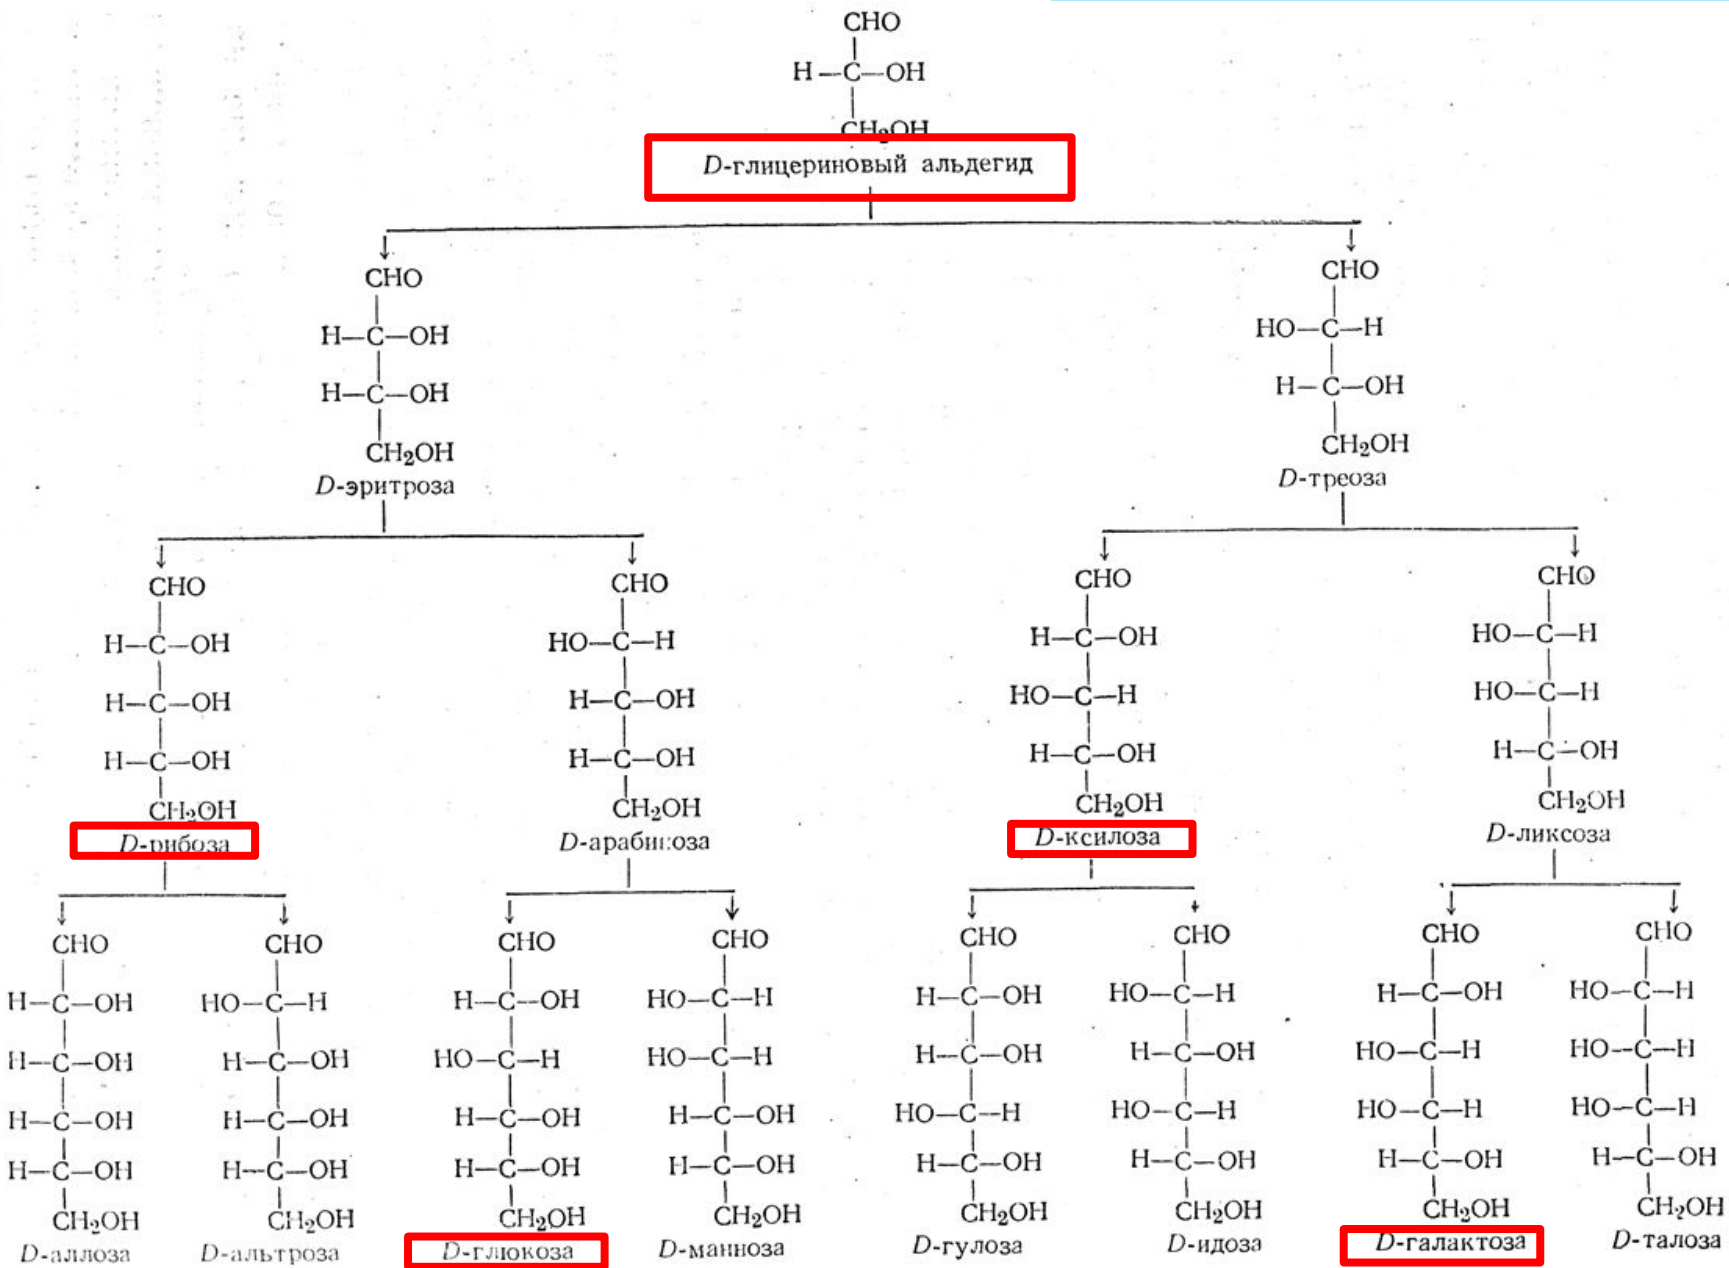 CHO
H—C—OH
CH₂OH
D-глицериновый альдегид
CHO
H—C—OH
H—C—OH
CH₂OH
D-эритроза
CHO
HO—C—H
H—C—OH
CH₂OH
D-треоза
CHO
H—C—OH
H—C—OH
H—C—OH
CH₂OH
D-рибоза
CHO
HO—C—H
H—C—OH
H—C—OH
CH₂OH
D-арабиноза
CHO
H—C—OH
HO—C—H
H—C—OH
CH₂OH
D-ксилоза
CHO
HO—C—H
HO—C—H
H—C—OH
CH₂OH
D-ликсоза
CHO
H—C—OH
H—C—OH
H—C—OH
H—C—OH
CH₂OH
D-аллоза
CHO
HO—C—H
H—C—OH
H—C—OH
H—C—OH
CH₂OH
D-альтроза
CHO
H—C—OH
HO—C—H
H—C—OH
H—C—OH
CH₂OH
D-глюкоза
CHO
HO—C—H
HO—C—H
H—C—OH
H—C—OH
CH₂OH
D-манноза
CHO
H—C—OH
H—C—OH
HO—C—H
H—C—OH
CH₂OH
D-гулоза
CHO
HO—C—H
H—C—OH
HO—C—H
H—C—OH
CH₂OH
D-идоза
CHO
H—C—OH
HO—C—H
HO—C—H
H—C—OH
CH₂OH
D-галактоза
CHO
HO—C—H
HO—C—H
HO—C—H
H—C—OH
CH₂OH
D-талоза